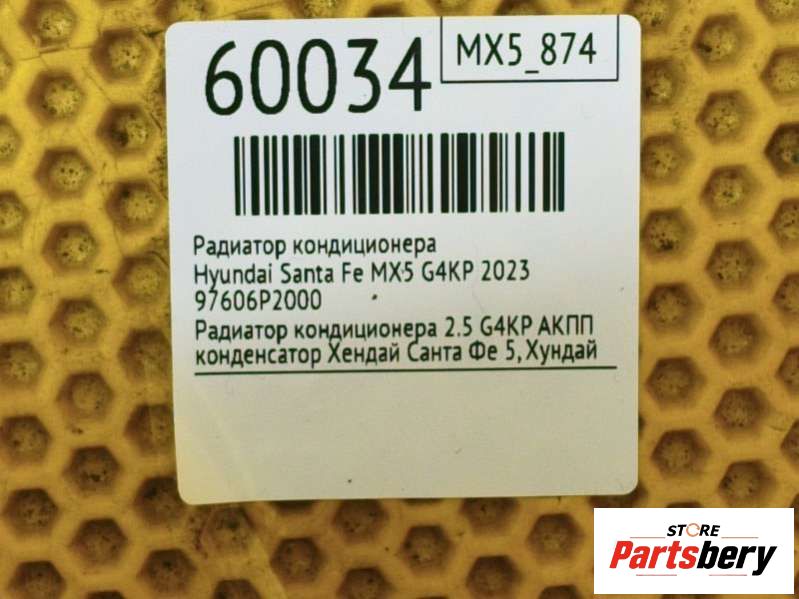 60034
MX5_874
Радиатор кондиционера
Hyundai Santa Fe MX5 G4KP 2023
97606P2000
Радиатор кондиционера 2.5 G4KP АКПП
конденсатор Хендай Санта Фе 5, Хундай
STORE
Partsbery